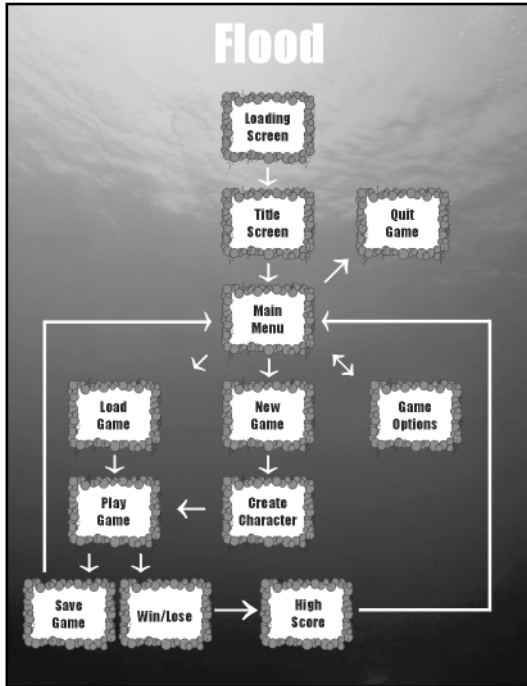 Flood
Loading
Screen
Title
Screen
Quit
Game
Main
Menu
Load
Game
New
Game
Game
Options
Play
Game
Create
Character
Save
Game
Win/Lose
High
Score